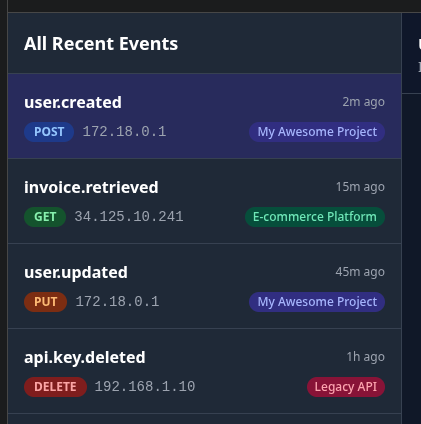 All Recent Events
user.created 2m ago
POST 172.18.0.1 My Awesome Project
invoice.retrieved 15m ago
GET 34.125.10.241 E-commerce Platform
user.updated 45m ago
PUT 172.18.0.1 My Awesome Project
api.key.deleted 1h ago
DELETE 192.168.1.10 Legacy API